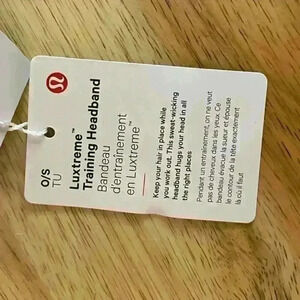 O/S
TU
Luxtreme™
Training Headband
Bandeau
d'entraînement
en Luxtreme™
Keep your hair in place while
you work out. This sweat-wicking
headband hugs your head in all
the right places
Pendant un entraînement, on ne veut
pas de cheveux dans les yeux. Ce
bandeau évacue la sueur et épouse
le contour de la tête exactement
là où il faut